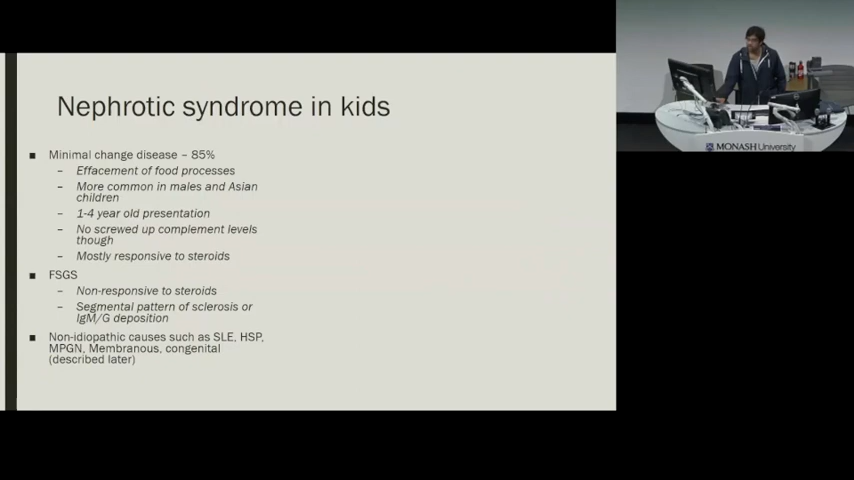 Nephrotic syndrome in kids
■ Minimal change disease – 85%
– Effacement of food processes
– More common in males and Asian
children
– 1-4 year old presentation
– No screwed up complement levels
though
– Mostly responsive to steroids
■ FSGS
– Non-responsive to steroids
– Segmental pattern of sclerosis or
IgM/G deposition
■ Non-idiopathic causes such as SLE, HSP,
MPGN, Membranous, congenital
(described later)
MONASH University